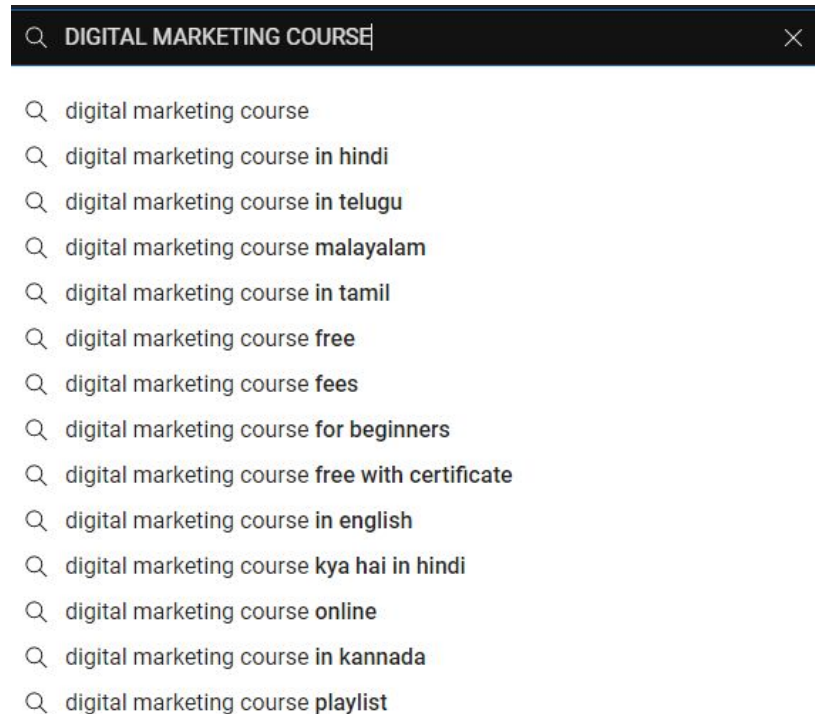 DIGITAL MARKETING COURSE
digital marketing course
digital marketing course in hindi
digital marketing course in telugu
digital marketing course malayalam
digital marketing course in tamil
digital marketing course free
digital marketing course fees
digital marketing course for beginners
digital marketing course free with certificate
digital marketing course in english
digital marketing course kya hai in hindi
digital marketing course online
digital marketing course in kannada
digital marketing course playlist